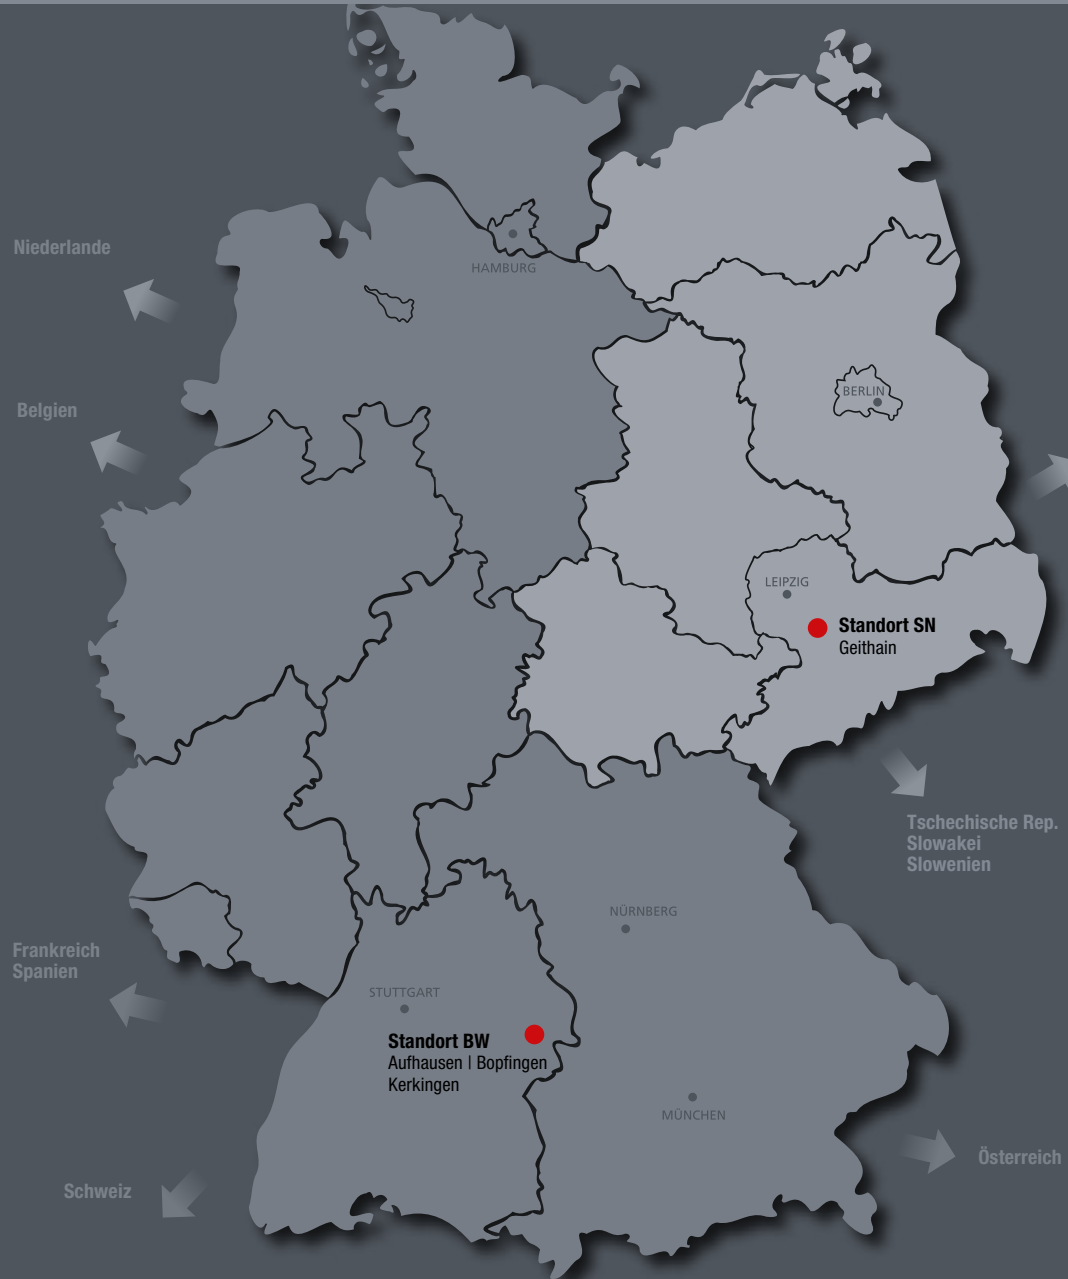 Niederlande
HAMBURG
Belgien
BERLIN
LEIPZIG
Standort SN
Geithain
Tschechische Rep.
Slowakei
Slowenien
NÜRNBERG
Frankreich
Spanien
STUTTGART
Standort BW
Aufhausen | Bopfingen
Kerkingen
MÜNCHEN
Österreich
Schweiz